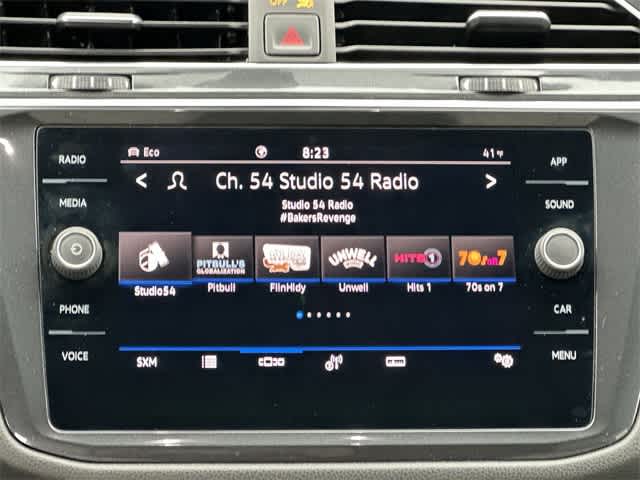 OFF
RADIO
MEDIA
PHONE
VOICE
Eco
8:23
41 °F
Ch. 54 Studio 54 Radio
Studio 54 Radio
#BakersRevenge
PITBULL'S
GLOBALIZATION
UNWELL
HITS 1
70s on 7
Studio54
Pitbull
FlnHldy
Unwell
Hits 1
70s on 7
SXM
APP
SOUND
CAR
MENU